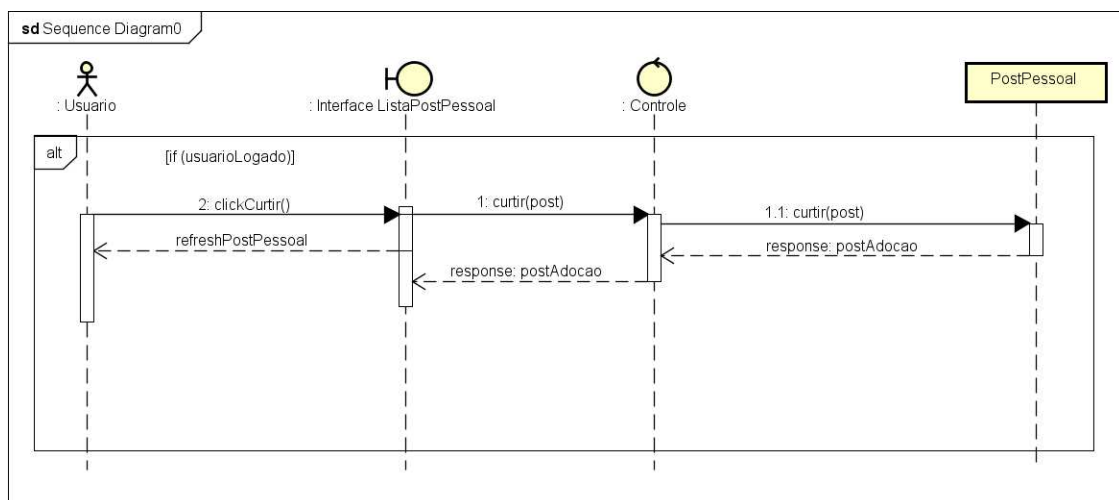 sd Sequence Diagram0
: Usuario
: Interface ListaPostPessoal
: Controle
PostPessoal
alt
[if (usuarioLogado)]
2: clickCurtir()
1: curtir(post)
1.1: curtir(post)
refreshPostPessoal
response: postAdocao
response: postAdocao